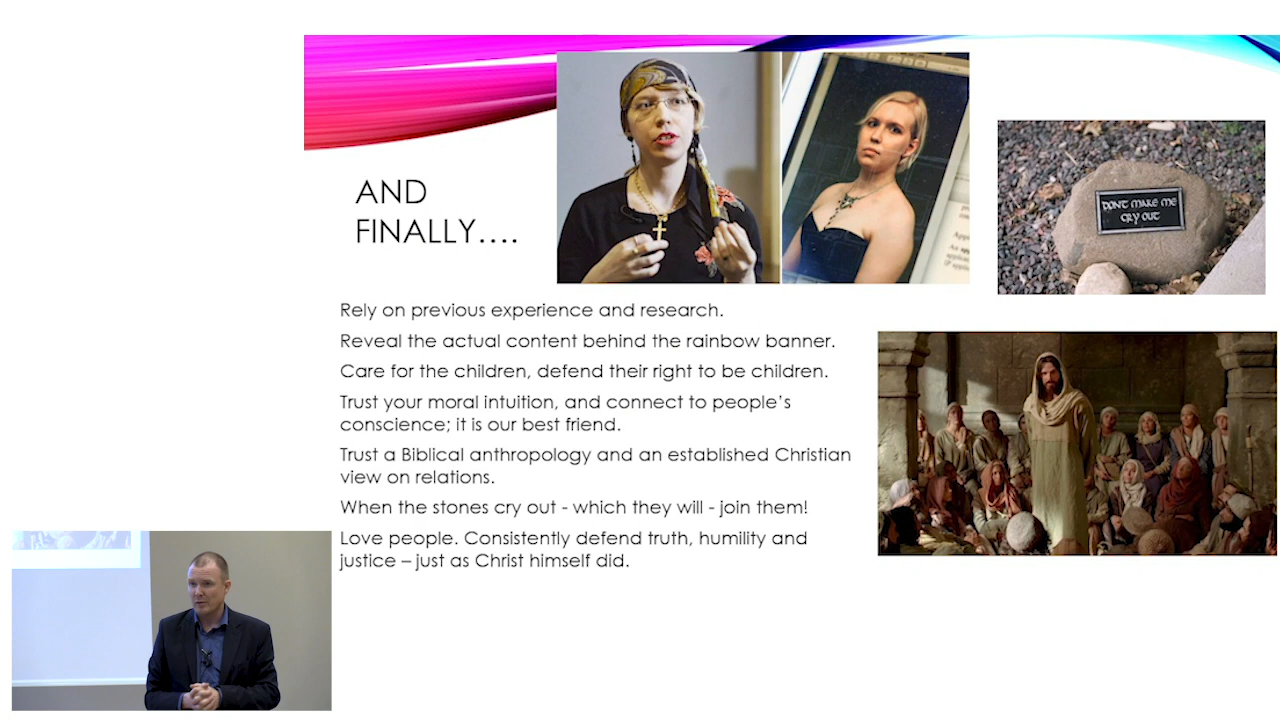 AND
FINALLY....
DON'T MAKE ME
CRY OUT
Rely on previous experience and research.
Reveal the actual content behind the rainbow banner.
Care for the children, defend their right to be children.
Trust your moral intuition, and connect to people's
conscience; it is our best friend.
Trust a Biblical anthropology and an established Christian
view on relations.
When the stones cry out - which they will - join them!
Love people. Consistently defend truth, humility and
justice – just as Christ himself did.